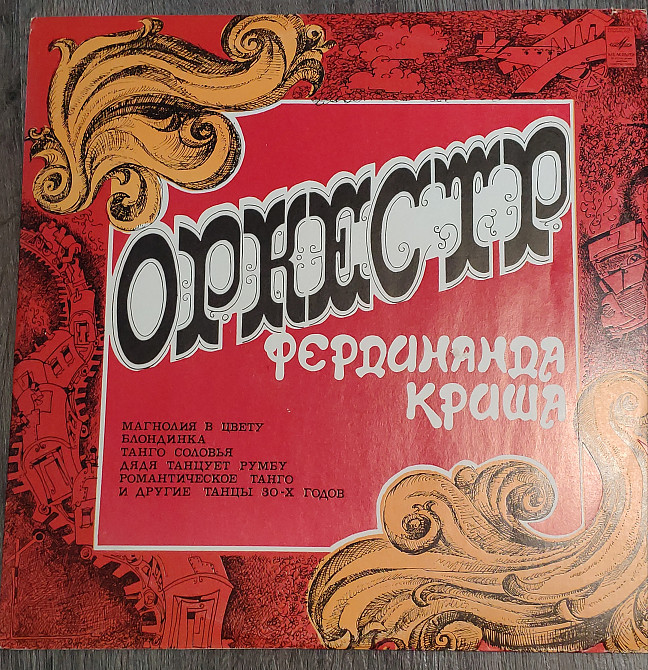 ОРКЕСТР
ФЕРДИНАНДА
КРИША
МАГНОЛИЯ В ЦВЕТУ
БЛОНДИНКА
ТАНГО СОЛОВЬЯ
ДЯДЯ ТАНЦУЕТ РУМБУ
РОМАНТИЧЕСКОЕ ТАНГО
И ДРУГИЕ ТАНЦЫ 30-Х ГОДОВ